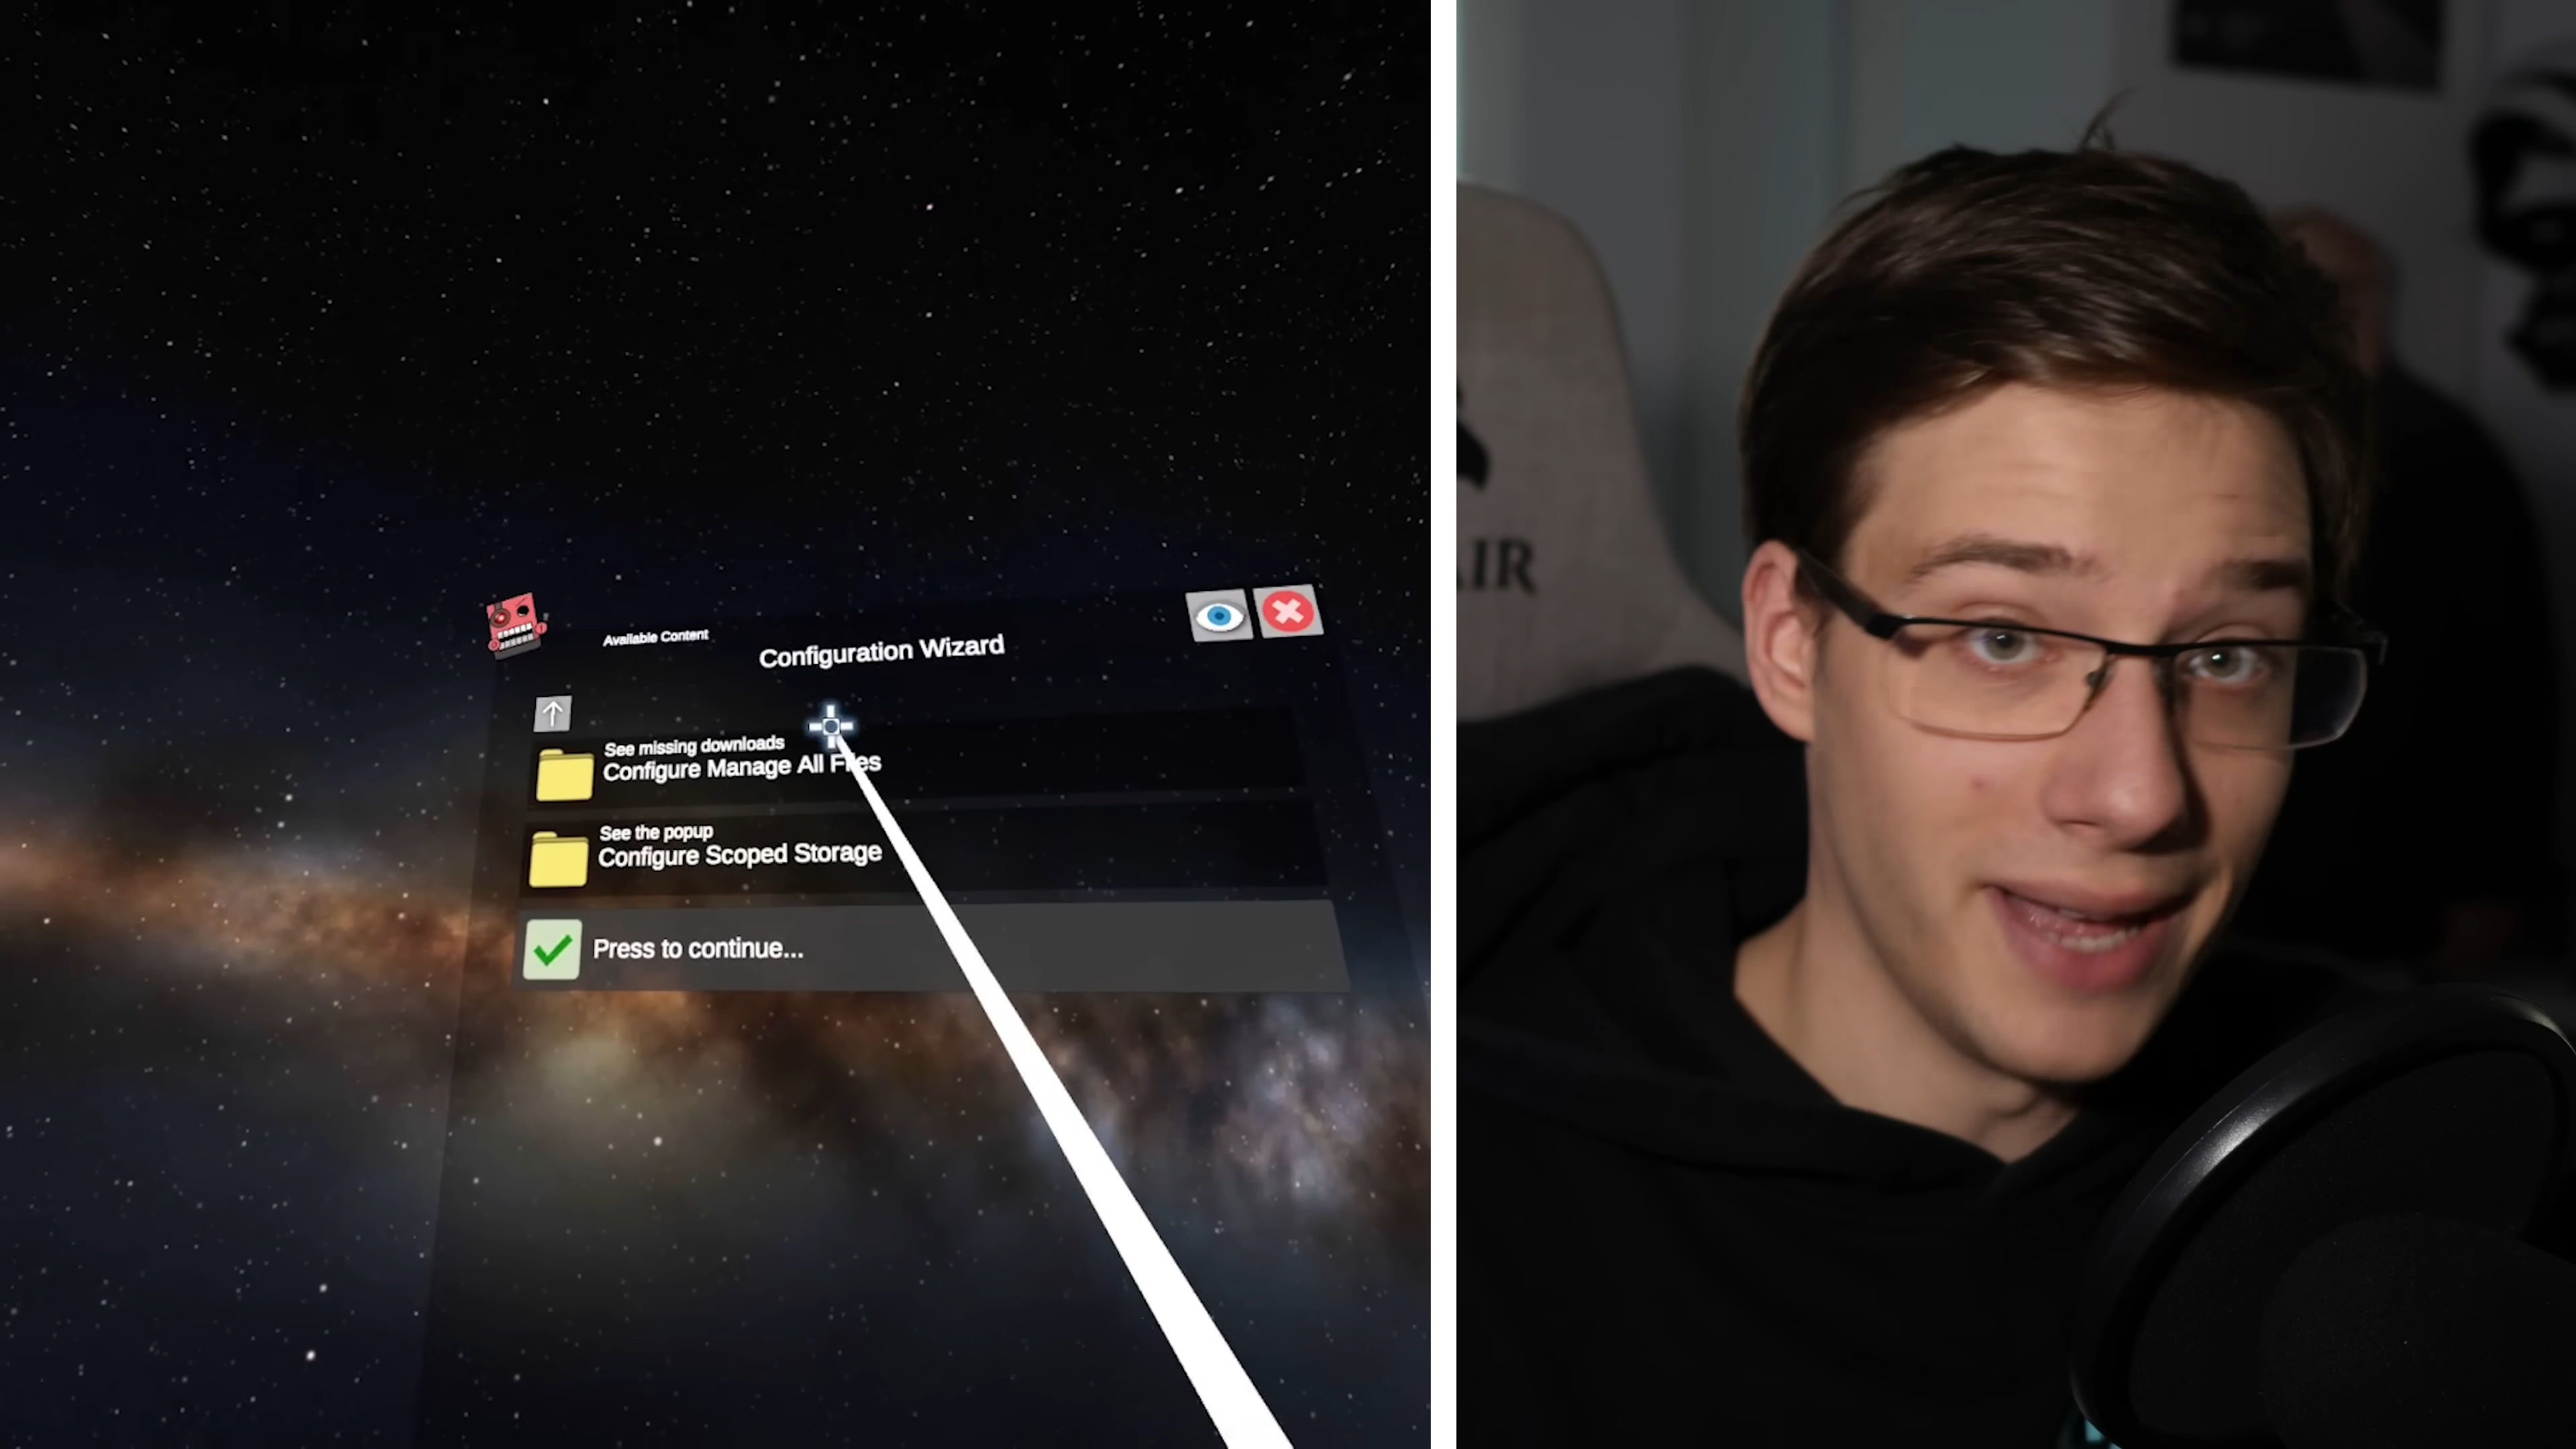 Available Content
Configuration Wizard
See missing downloads
Configure Manage All Files
See the popup
Configure Scoped Storage
Press to continue...
AIR